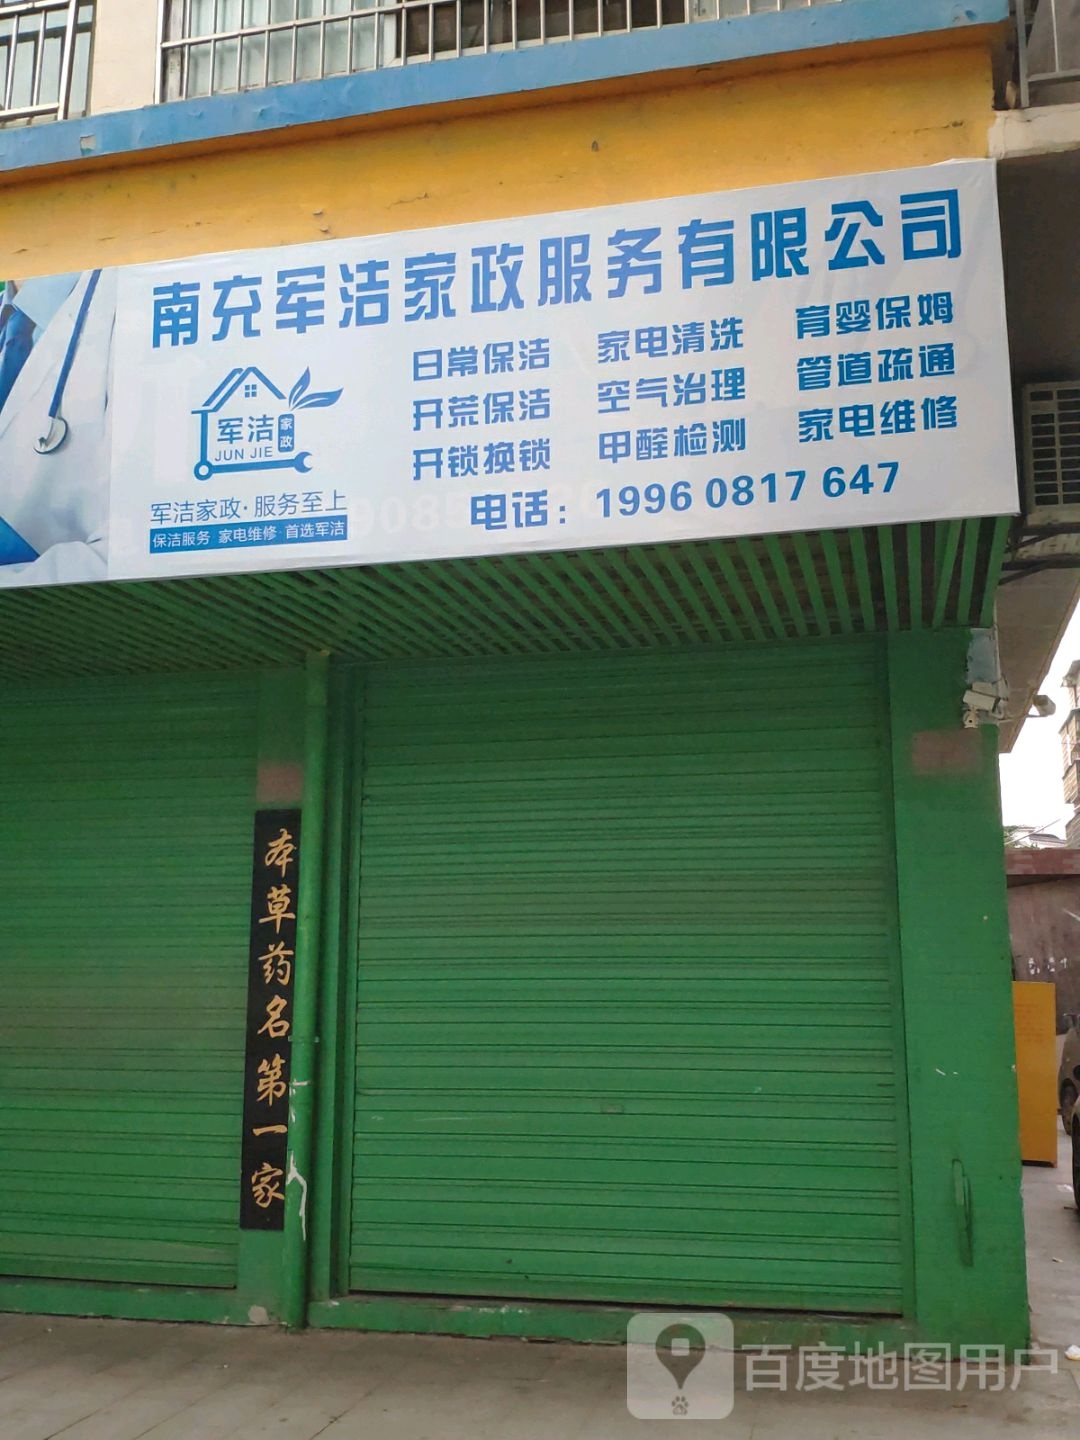 南充军洁家政服务有限公司
日常保洁 家电清洗 育婴保姆
开荒保洁 空气治理 管道疏通
开锁换锁 甲醛检测 家电维修
电话：1996 0817 647
军洁
家政
JUN JIE
军洁家政·服务至上
保洁服务 家电维修 首选军洁
本草药名第一家
百度地图用户